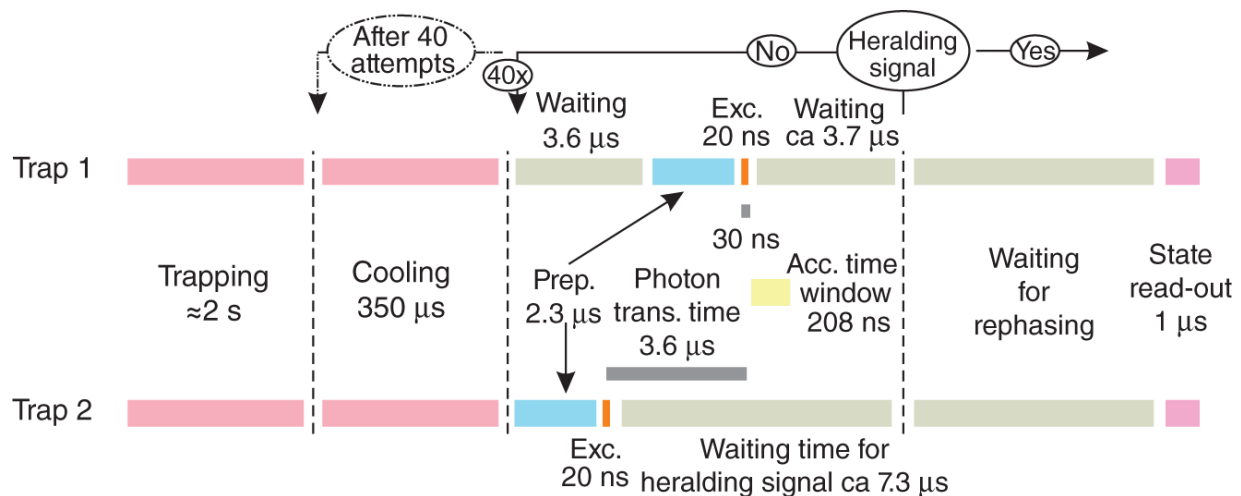 After 40
attempts
40x
No
Heralding
signal
Yes
Waiting
3.6 µs
Exc.
20 ns
Waiting
ca 3.7 µs
Trap 1
30 ns
Trapping
≈2 s
Cooling
350 µs
Prep.
2.3 µs
Photon
trans. time
3.6 µs
Acc. time
window
208 ns
Waiting
for
rephasing
State
read-out
1 µs
Trap 2
Exc.
20 ns
Waiting time for
heralding signal ca 7.3 µs